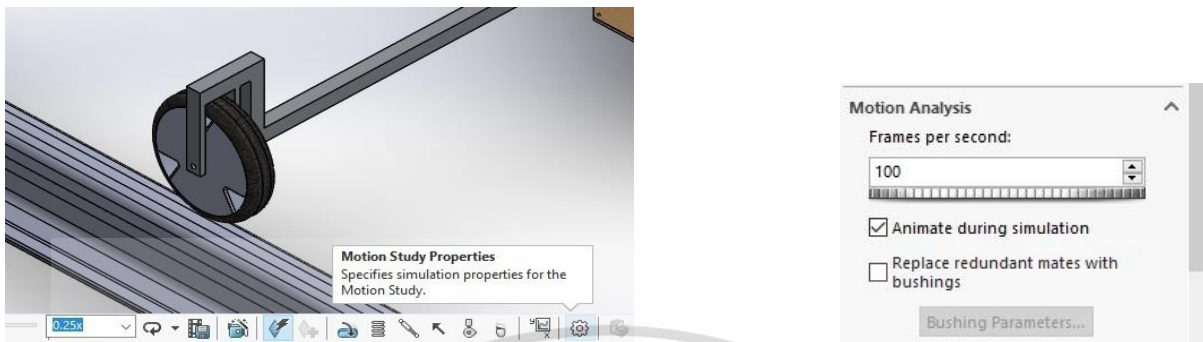 Motion Study Properties
Specifies simulation properties for the
Motion Study.
0.25x
Motion Analysis
Frames per second:
100
Animate during simulation
Replace redundant mates with
bushings
Bushing Parameters...